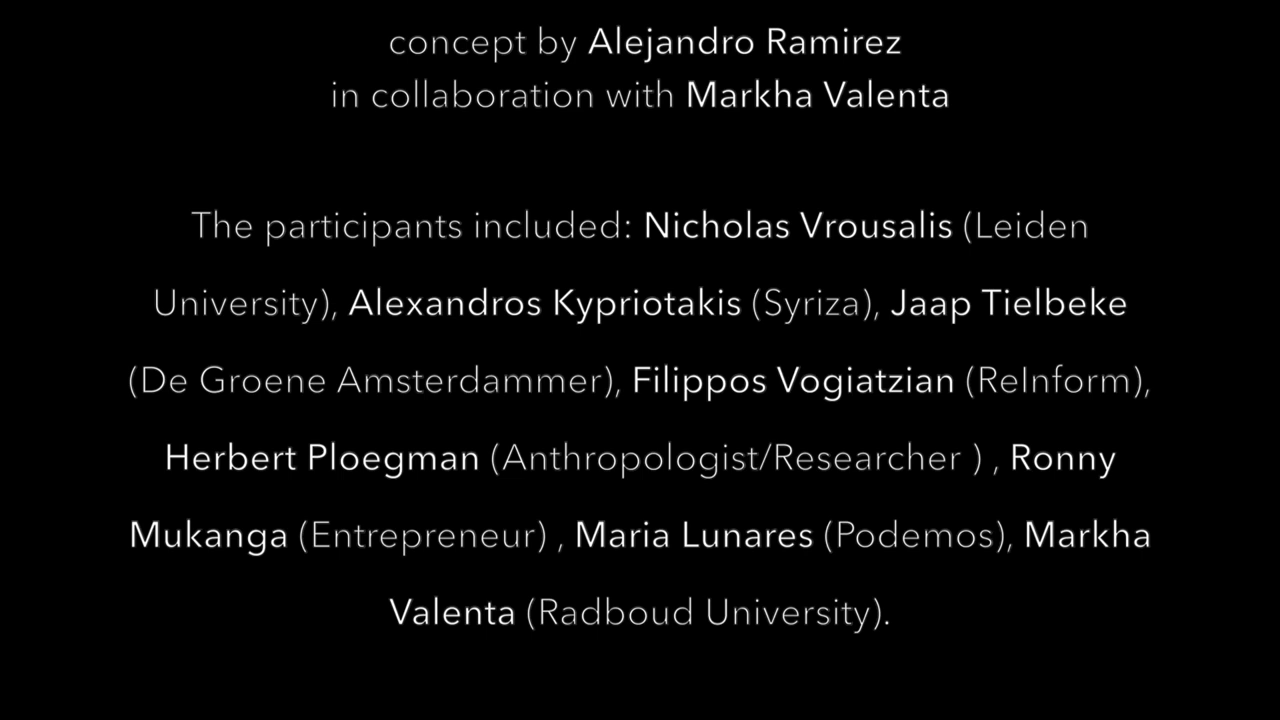 concept by Alejandro Ramirez
in collaboration with Markha Valenta
The participants included: Nicholas Vrousalis (Leiden
University), Alexandros Kypriotakis (Syriza), Jaap Tielbeke
(De Groene Amsterdammer), Filippos Vogiatzian (ReInform),
Herbert Ploegman (Anthropologist/Researcher ) , Ronny
Mukanga (Entrepreneur) , Maria Lunares (Podemos), Markha
Valenta (Radboud University).